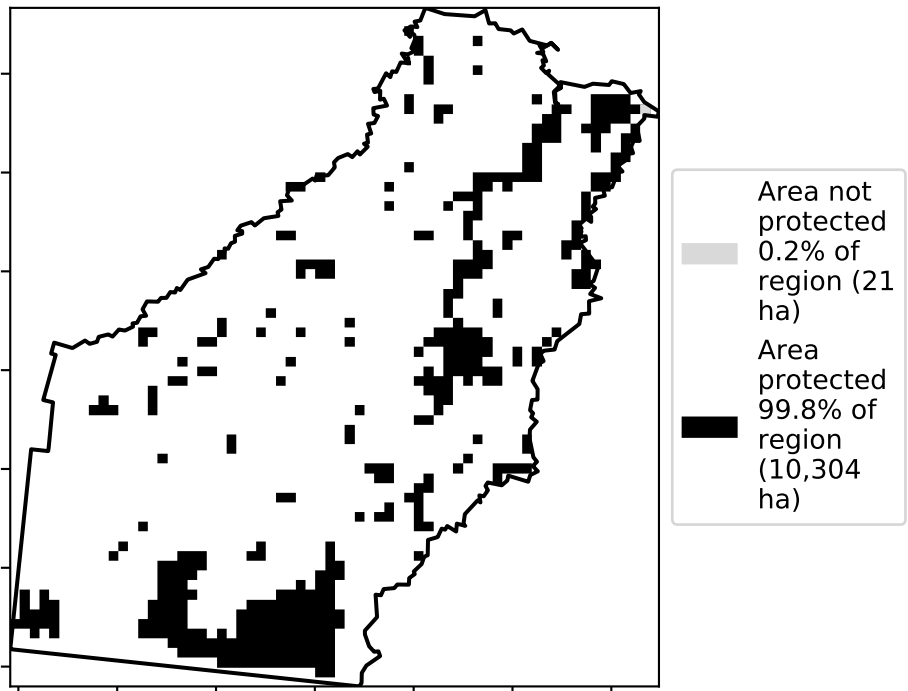 Area not
protected
0.2% of
region (21
ha)
Area
protected
99.8% of
region
(10,304
ha)